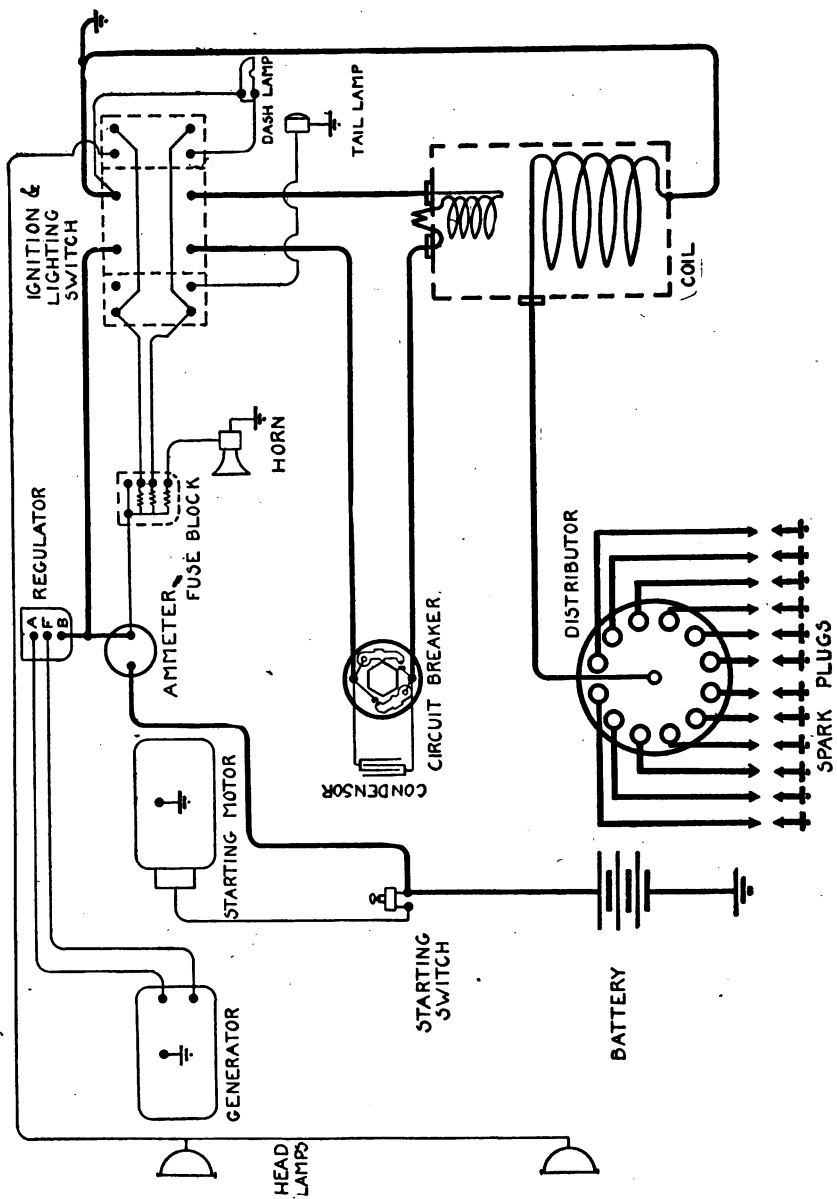 DASH LAMP
TAIL LAMP
IGNITION &
LIGHTING
SWITCH
COIL
HORN
REGULATOR
A
F
B
FUSE BLOCK
AMMETER
DISTRIBUTOR
CIRCUIT BREAKER
CONDENSOR
SPARK PLUGS
STARTING MOTOR
STARTING
SWITCH
BATTERY
GENERATOR
HEAD
LAMPS